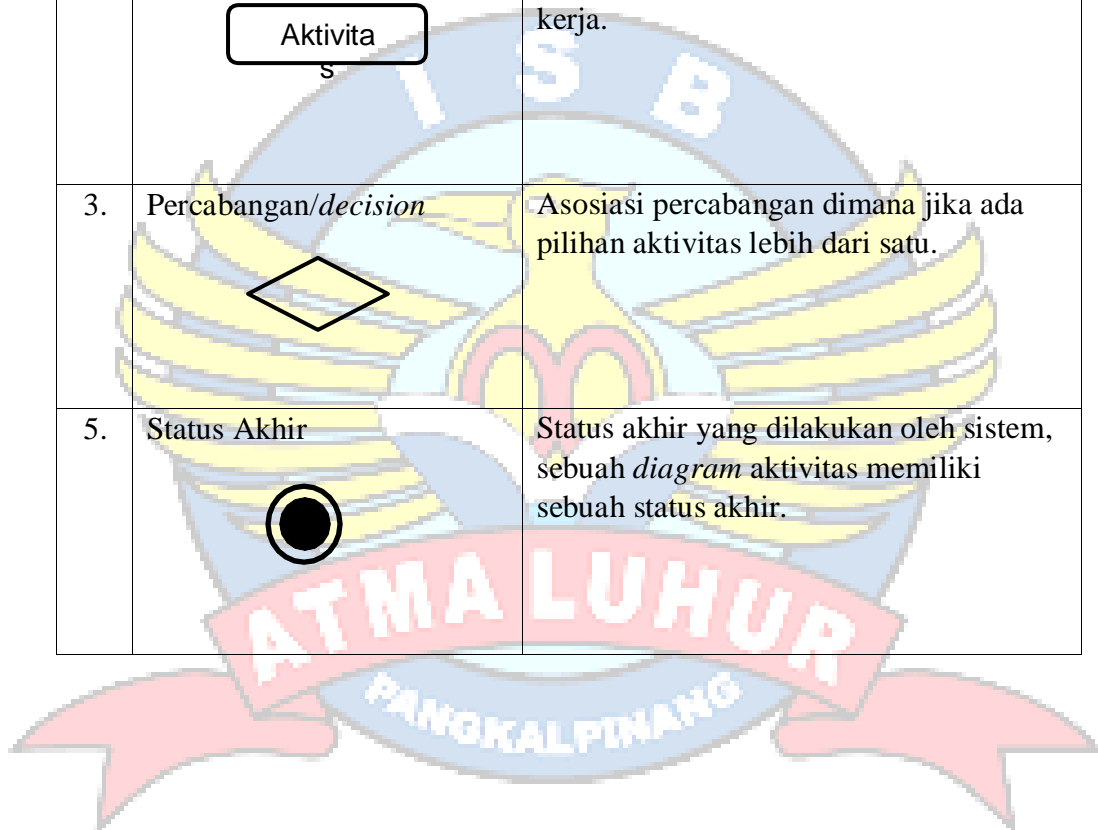 kerja.
Aktivita
s
3. Percabangan/decision
Asosiasi percabangan dimana jika ada
pilihan aktivitas lebih dari satu.
5. Status Akhir
Status akhir yang dilakukan oleh sistem,
sebuah diagram aktivitas memiliki
sebuah status akhir.
I S B
ATMA LUHUR
PANGKALPINANG